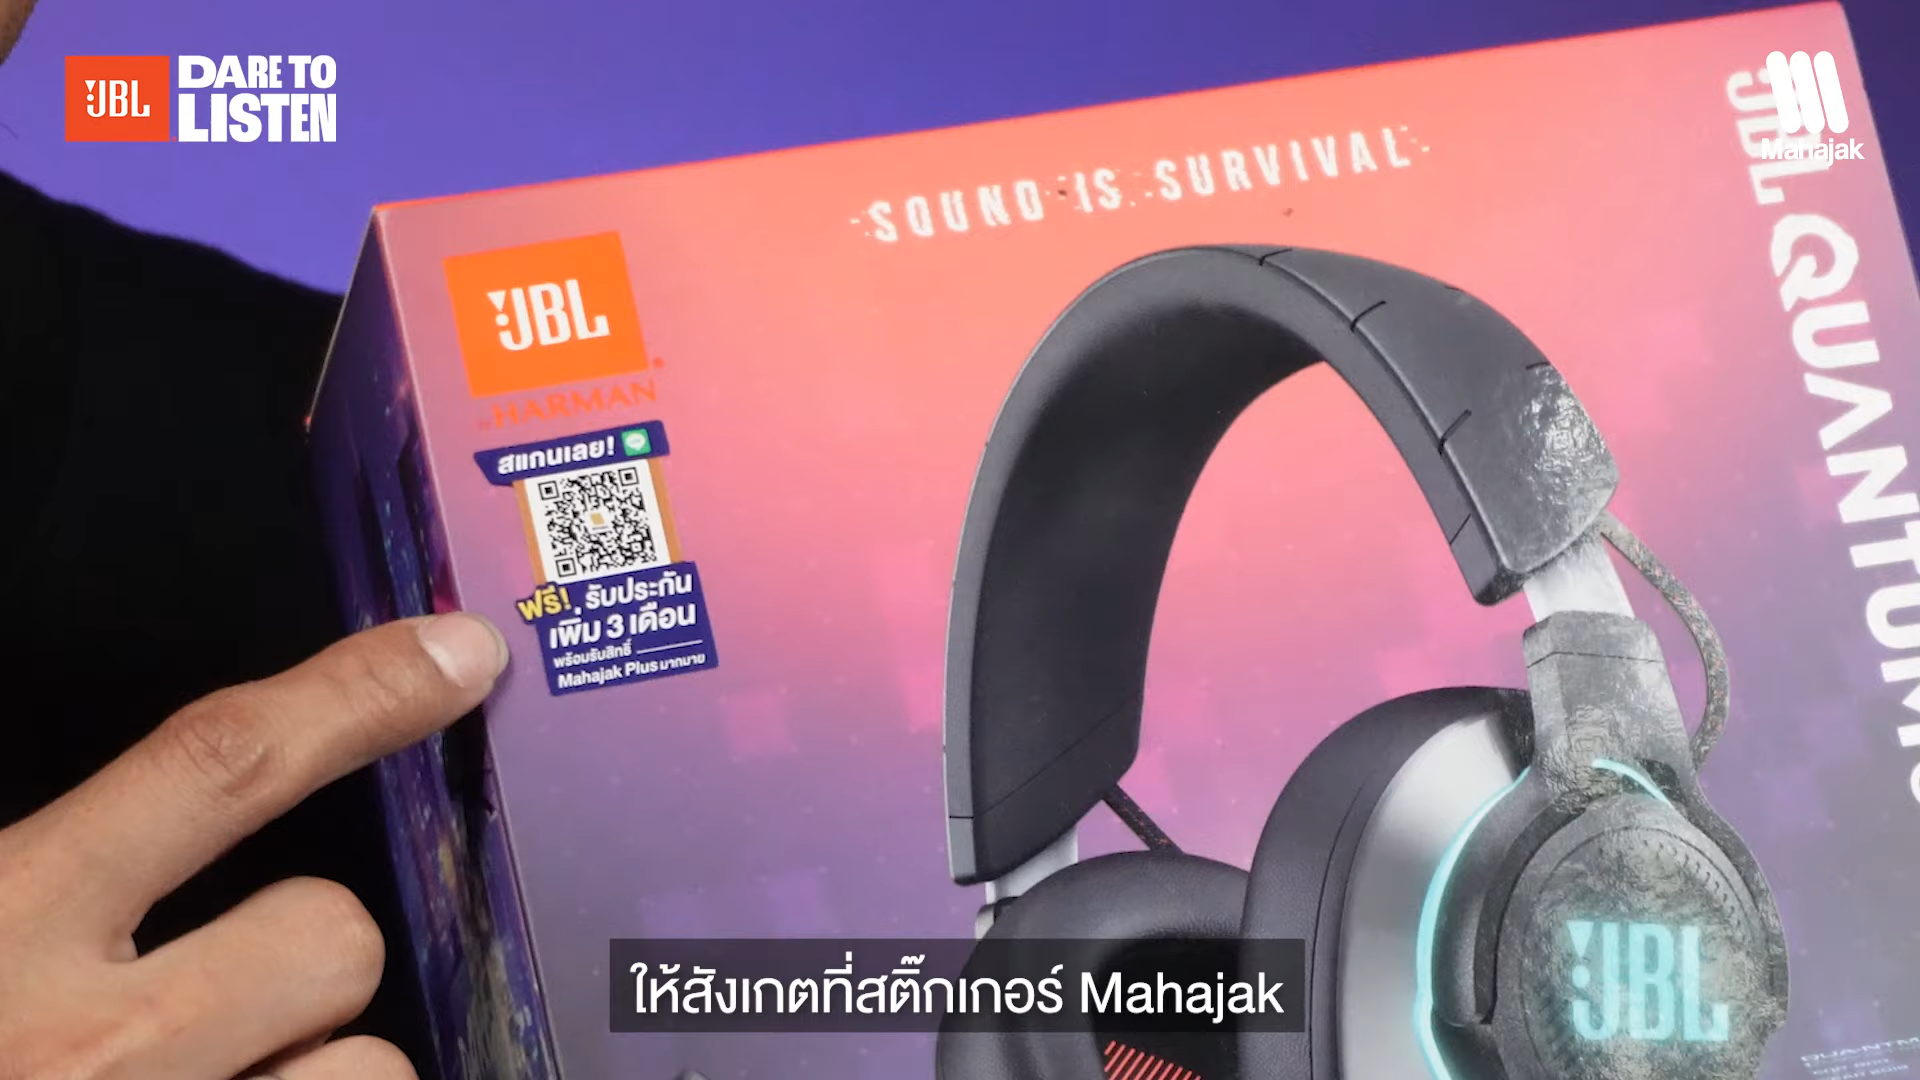 JBL
DARE TO
LISTEN
Mahajak
SOUND IS SURVIVAL
JBL QUANTUM
JBL
by HARMAN
สแกนเลย!
ฟรี! รับประกัน
เพิ่ม 3 เดือน
พร้อมรับสิทธิ์
Mahajak Plus มากมาย
JBL
ให้สังเกตที่สติ๊กเกอร์ Mahajak